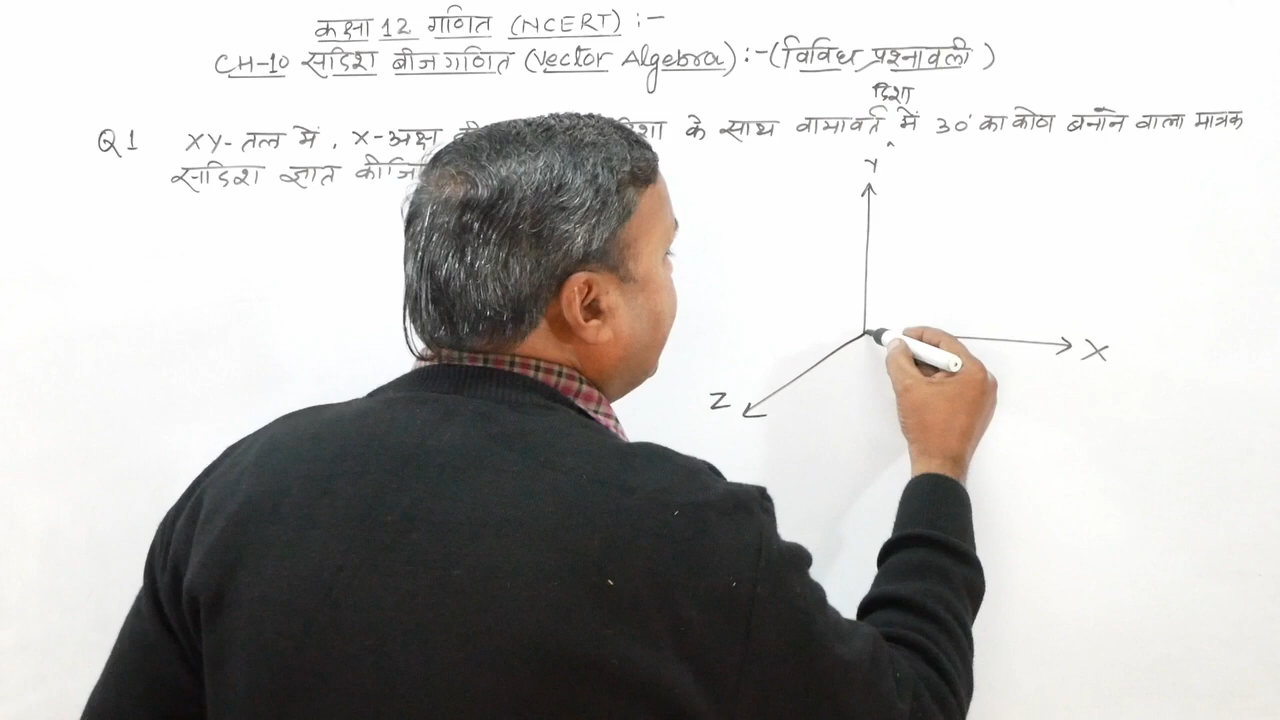 कक्षा 12 गणित (NCERT) :-
CH-10 सदिश बीजगणित (Vector Algebra) :- (विविध प्रश्नावली)
दिशा
Q1 XY- तल में, X-अक्ष की के साथ वामावर्त ‸ में 30° का कोण बनाने वाला मात्रक
सदिश ज्ञात
Y
X
Z